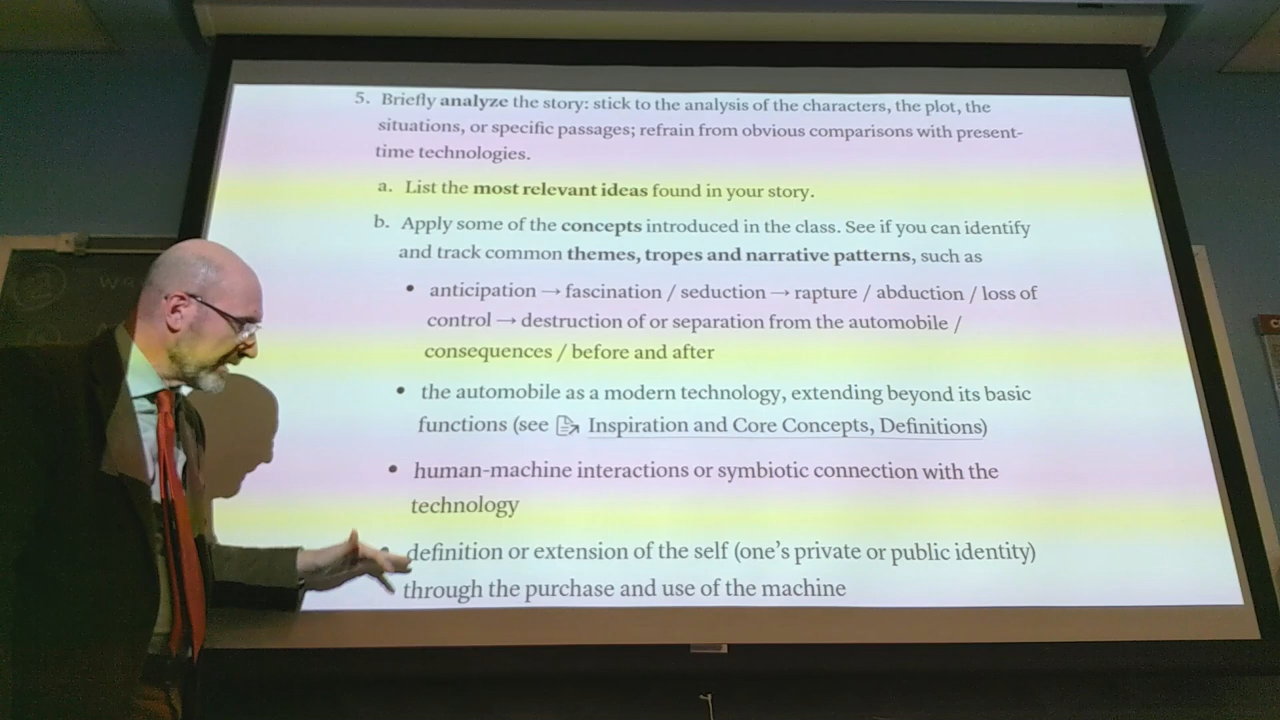 5. Briefly analyze the story: stick to the analysis of the characters, the plot, the
situations, or specific passages; refrain from obvious comparisons with present-
time technologies.
a. List the most relevant ideas found in your story.
b. Apply some of the concepts introduced in the class. See if you can identify
and track common themes, tropes and narrative patterns, such as
• anticipation → fascination / seduction → rapture / abduction / loss of
control → destruction of or separation from the automobile /
consequences / before and after
• the automobile as a modern technology, extending beyond its basic
functions (see Inspiration and Core Concepts, Definitions)
• human-machine interactions or symbiotic connection with the
technology
• definition or extension of the self (one's private or public identity)
through the purchase and use of the machine